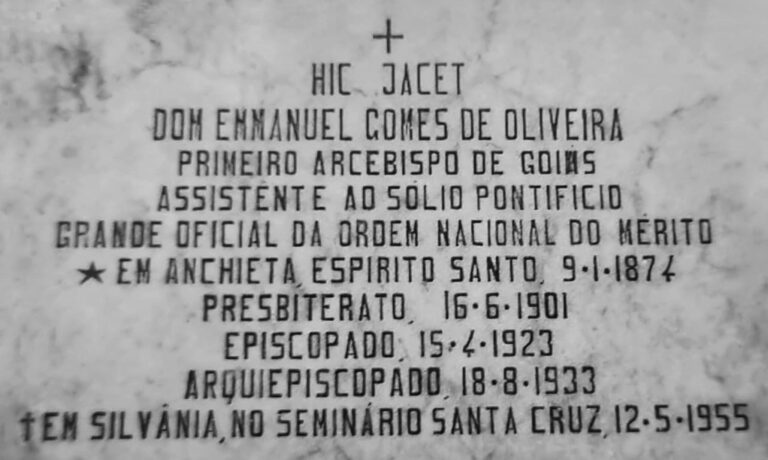 HIC JACET
DOM EMMANUEL GOMES DE OLIVEIRA
PRIMEIRO ARCEBISPO DE GOIÁS
ASSISTENTE AO SÓLIO PONTIFICIO
GRANDE OFICIAL DA ORDEM NACIONAL DO MÉRITO
★ EM ANCHIETA, ESPIRITO SANTO, 9·1·1874
PRESBITERATO, 16·6·1901
EPISCOPADO, 15·4·1923
ARQUIEPISCOPADO, 18·8·1933
† EM SILVÂNIA, NO SEMINÁRIO SANTA CRUZ, 12·5·1955